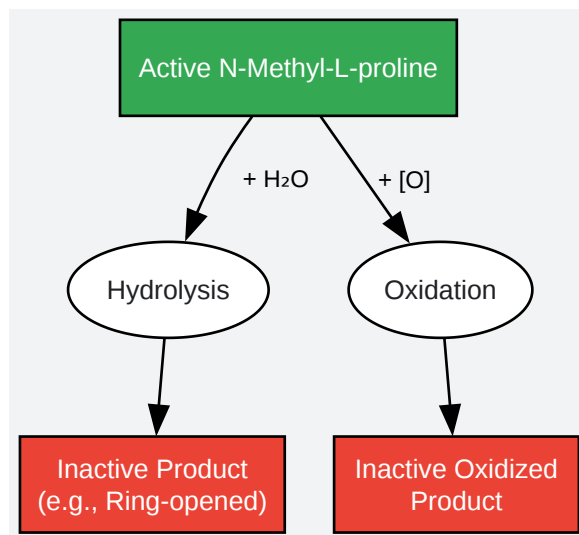 Active N-Methyl-L-proline
+ H₂O
+ [O]
Hydrolysis
Oxidation
Inactive Product
(e.g., Ring-opened)
Inactive Oxidized
Product